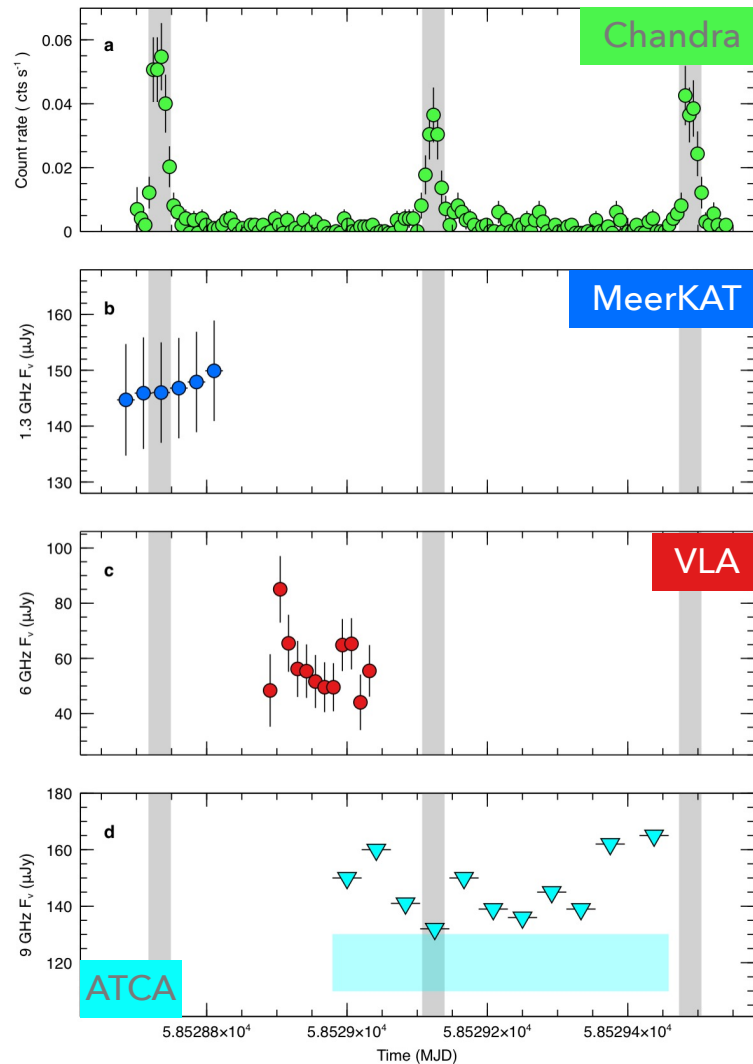 a
Chandra
0.06
0.04
0.02
0
Count rate ( cts s⁻¹)
b
MeerKAT
160
150
140
130
1.3 GHz Fᵥ (μJy)
c
VLA
100
80
60
40
6 GHz Fᵥ (μJy)
d
180
160
140
120
9 GHz Fᵥ (μJy)
ATCA
5.85288×10⁴ 5.8529×10⁴ 5.85292×10⁴ 5.85294×10⁴
Time (MJD)